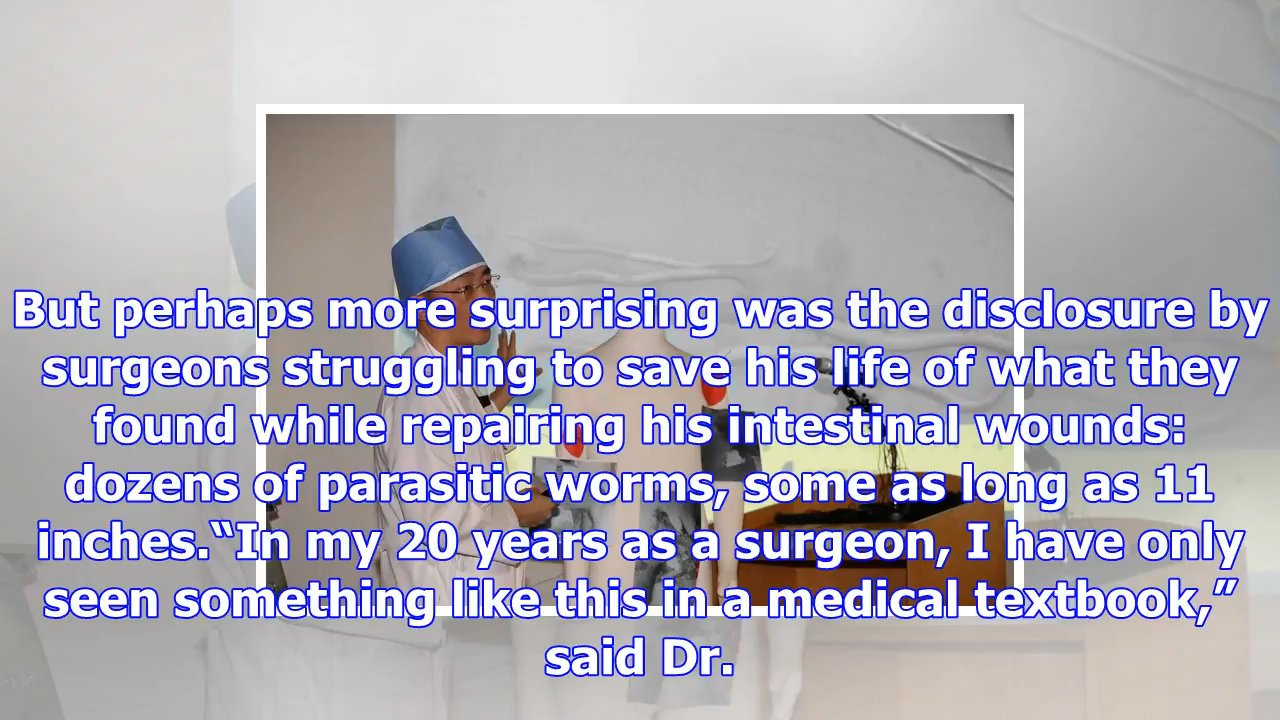 But perhaps more surprising was the disclosure by
surgeons struggling to save his life of what they
found while repairing his intestinal wounds:
dozens of parasitic worms, some as long as 11
inches.“In my 20 years as a surgeon, I have only
seen something like this in a medical textbook,”
said Dr.